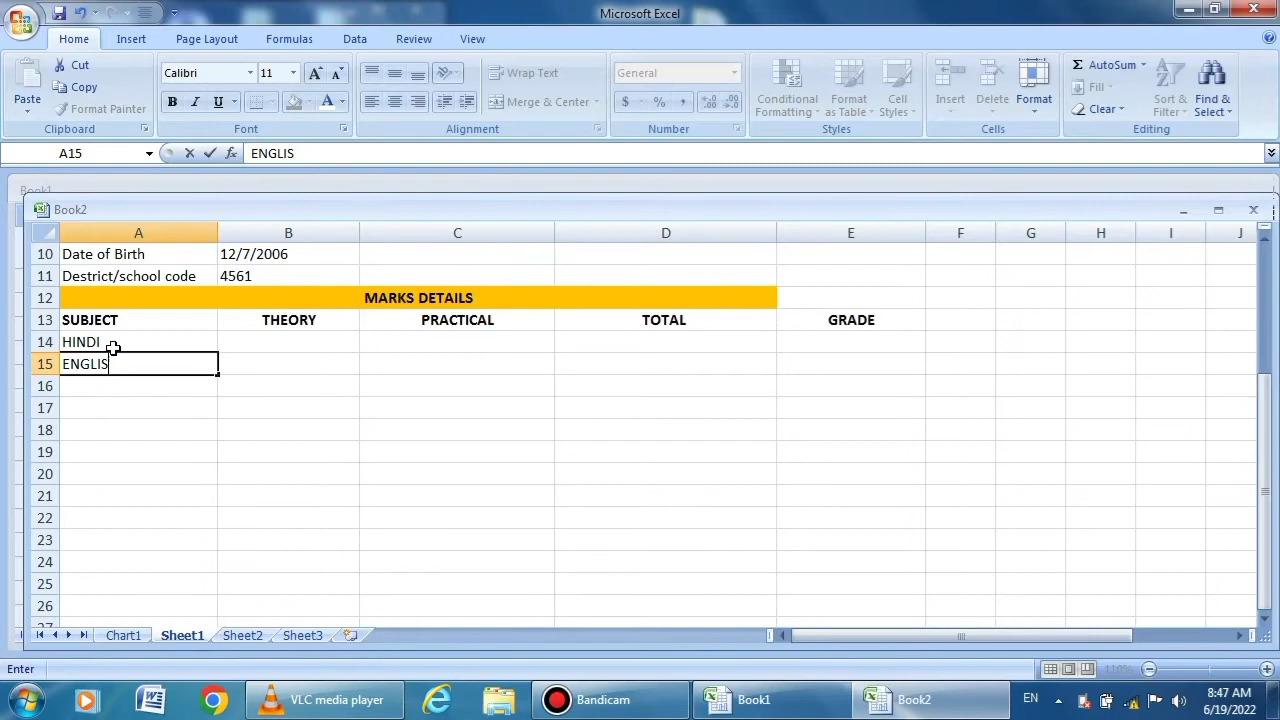 Microsoft Excel
Home Insert Page Layout Formulas Data Review View
Paste Cut Copy Format Painter Clipboard
Calibri 11 A A B I U A Font
Wrap Text Merge & Center Alignment
General $ % , Number
Conditional Formatting Format as Table Cell Styles Styles
Insert Delete Format Cells
Σ AutoSum Fill Clear Sort & Filter Find & Select Editing
A15 fx ENGLIS
Book1
Book2
A B C D E F G H I J
10 Date of Birth 12/7/2006
11 Destrict/school code 4561
12 MARKS DETAILS
13 SUBJECT THEORY PRACTICAL TOTAL GRADE
14 HINDI
15 ENGLIS
16
17
18
19
20
21
22
23
24
25
26
27
Chart1 Sheet1 Sheet2 Sheet3
Enter 110%
VLC media player Bandicam Book1 Book2 EN 8:47 AM
6/19/2022